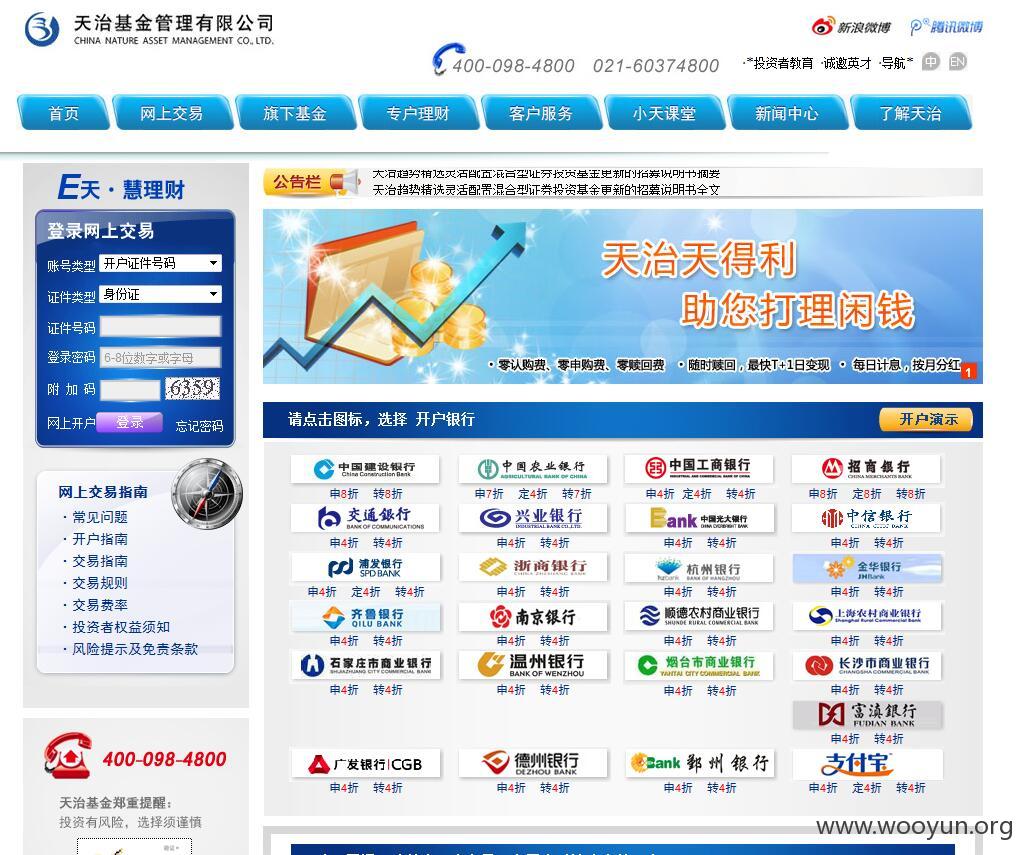 天治基金管理有限公司
CHINA NATURE ASSET MANAGEMENT CO., LTD.
新浪微博 腾讯微博
400-098-4800 021-60374800
·*投资者教育 ·诚邀英才 ·导航* 中 EN
首页 网上交易 旗下基金 专户理财 客户服务 小天课堂 新闻中心 了解天治
E天·慧理财
登录网上交易
账号类型 开户证件号码
证件类型 身份证
证件号码
登录密码 6-8位数字或字母
附 加 码 6359
网上开户 登录 忘记密码
网上交易指南
·常见问题
·开户指南
·交易指南
·交易规则
·交易费率
·投资者权益须知
·风险提示及免责条款
400-098-4800
天治基金郑重提醒：
投资有风险，选择须谨慎
公告栏
天治趋势精选灵活配置混合型证券投资基金更新的招募说明书摘要
天治趋势精选灵活配置混合型证券投资基金更新的招募说明书全文
天治天得利
助您打理闲钱
·零认购费、零申购费、零赎回费 ·随时赎回，最快T+1日变现 ·每日计息，按月分红
1
请点击图标，选择 开户银行 开户演示
中国建设银行 China Construction Bank 中国农业银行 AGRICULTURAL BANK OF CHINA 中国工商银行 INDUSTRIAL AND COMMERCIAL BANK OF CHINA 招商银行 CHINA MERCHANTS BANK
申8折 转8折 申7折 定4折 转7折 申4折 定4折 转4折 申8折 定8折 转8折
交通银行 BANK OF COMMUNICATIONS 兴业银行 INDUSTRIAL BANK CO.,LTD. Bank 中国光大银行 CHINA EVERBRIGHT BANK 中信银行 CHINA CITIC BANK
申4折 转4折 申4折 转4折 申4折 转4折 申4折 转4折
浦发银行 SPD BANK 浙商银行 CHINA ZHESHANG BANK 杭州银行 BANK OF HANGZHOU 金华银行 JHBank
申4折 定4折 转4折 申4折 转4折 申4折 转4折 申4折 转4折
齐鲁银行 QILU BANK 南京银行 顺德农村商业银行 SHUNDE RURAL COMMERCIAL BANK 上海农村商业银行 Shanghai Rural Commercial Bank
申4折 转4折 申4折 转4折 申4折 转4折 申4折 转4折
石家庄市商业银行 SHIJIAZHUANG CITY COMMERCIAL BANK 温州银行 BANK OF WENZHOU 烟台市商业银行 YANTAI CITY COMMERCIAL BANK 长沙市商业银行 CHANGSHA COMMERCIAL BANK
申4折 转4折 申4折 转4折 申4折 转4折 申4折 转4折
富滇銀行 FUDIAN BANK
申4折 转4折
广发银行|CGB 德州银行 DEZHOU BANK Bank 鄞州银行 支付宝
申4折 转4折 申4折 转4折 申4折 转4折 申4折 定4折 转4折
www.wooyun.org